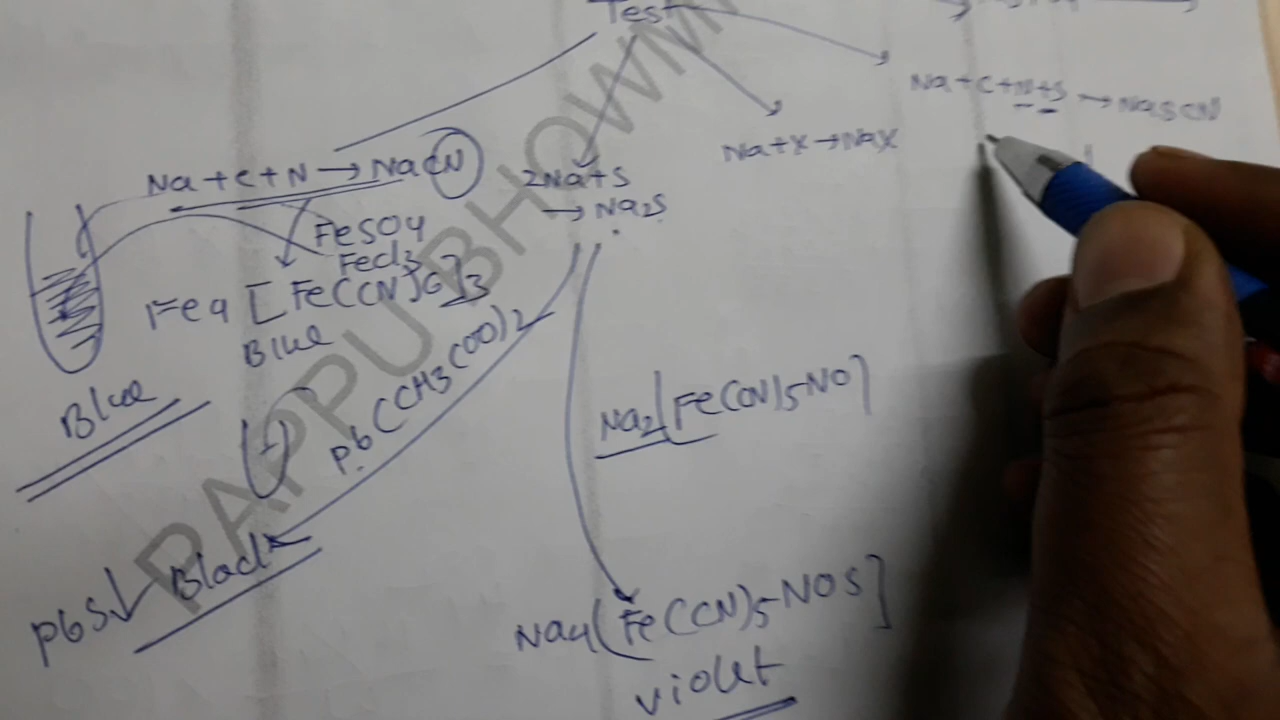 Test
Na + C + N + S → NaSCN
Na + X → NaX
Na + C + N → NaCN
2Na + S
→ Na2S
FeSO4
FeCl3
Fe4 [Fe(CN)6]3
Blue
Blue
Pb(CH3COO)2
Na2[Fe(CN)5NO]
PbS↓ Black
Na4(Fe(CN)5NOS]
violet
PAPPU BHOWM